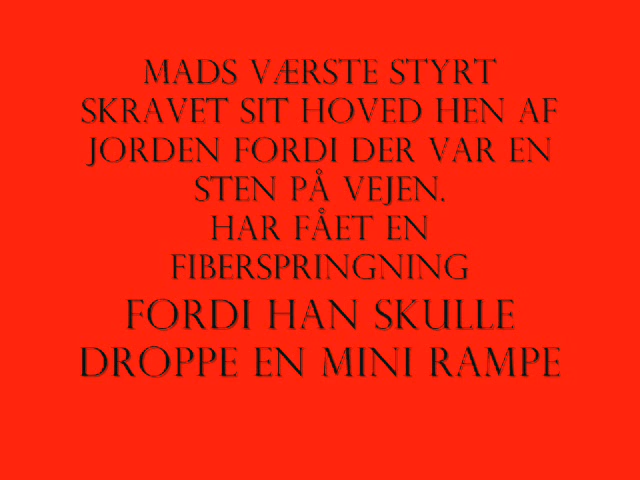 MADS VÆRSTE STYRT
SKRAVET SIT HOVED HEN AF
JORDEN FORDI DER VAR EN
STEN PÅ VEJEN.
HAR FÅET EN
FIBERSPRINGNING
FORDI HAN SKULLE
DROPPE EN MINI RAMPE